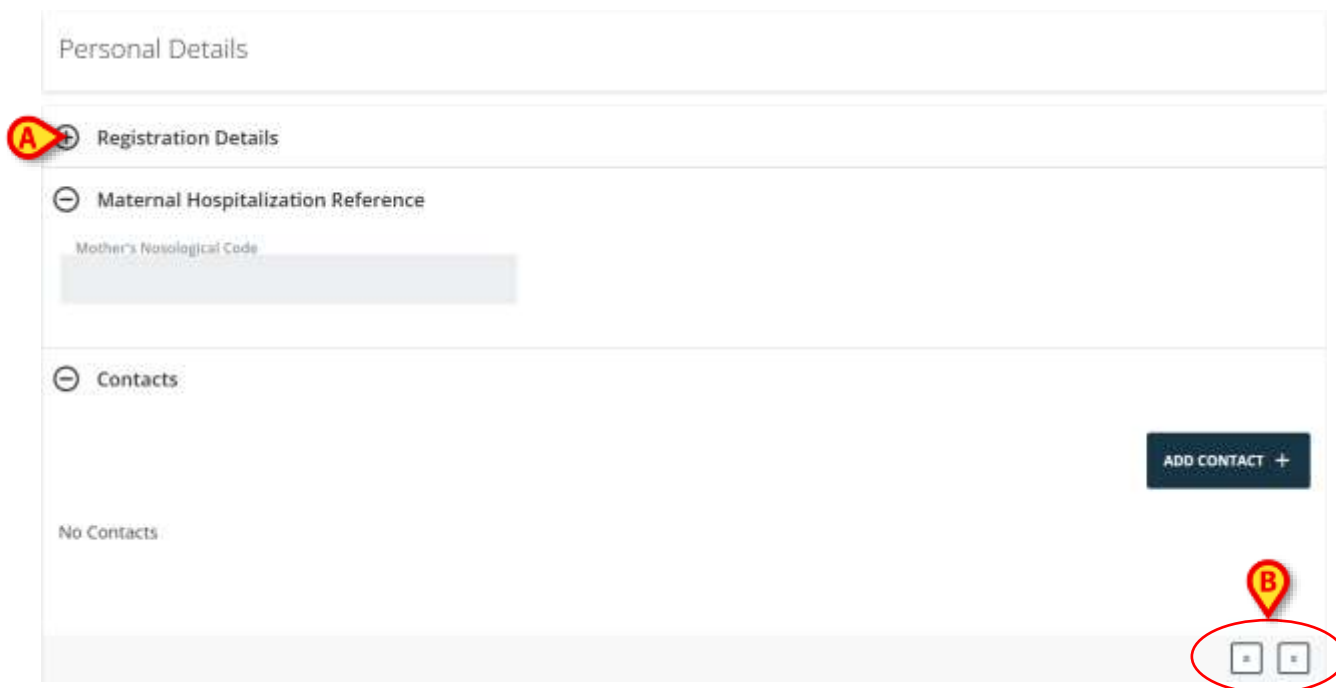 Personal Details
A
Registration Details
Maternal Hospitalization Reference
Mother's Nosological Code
Contacts
ADD CONTACT +
No Contacts
B